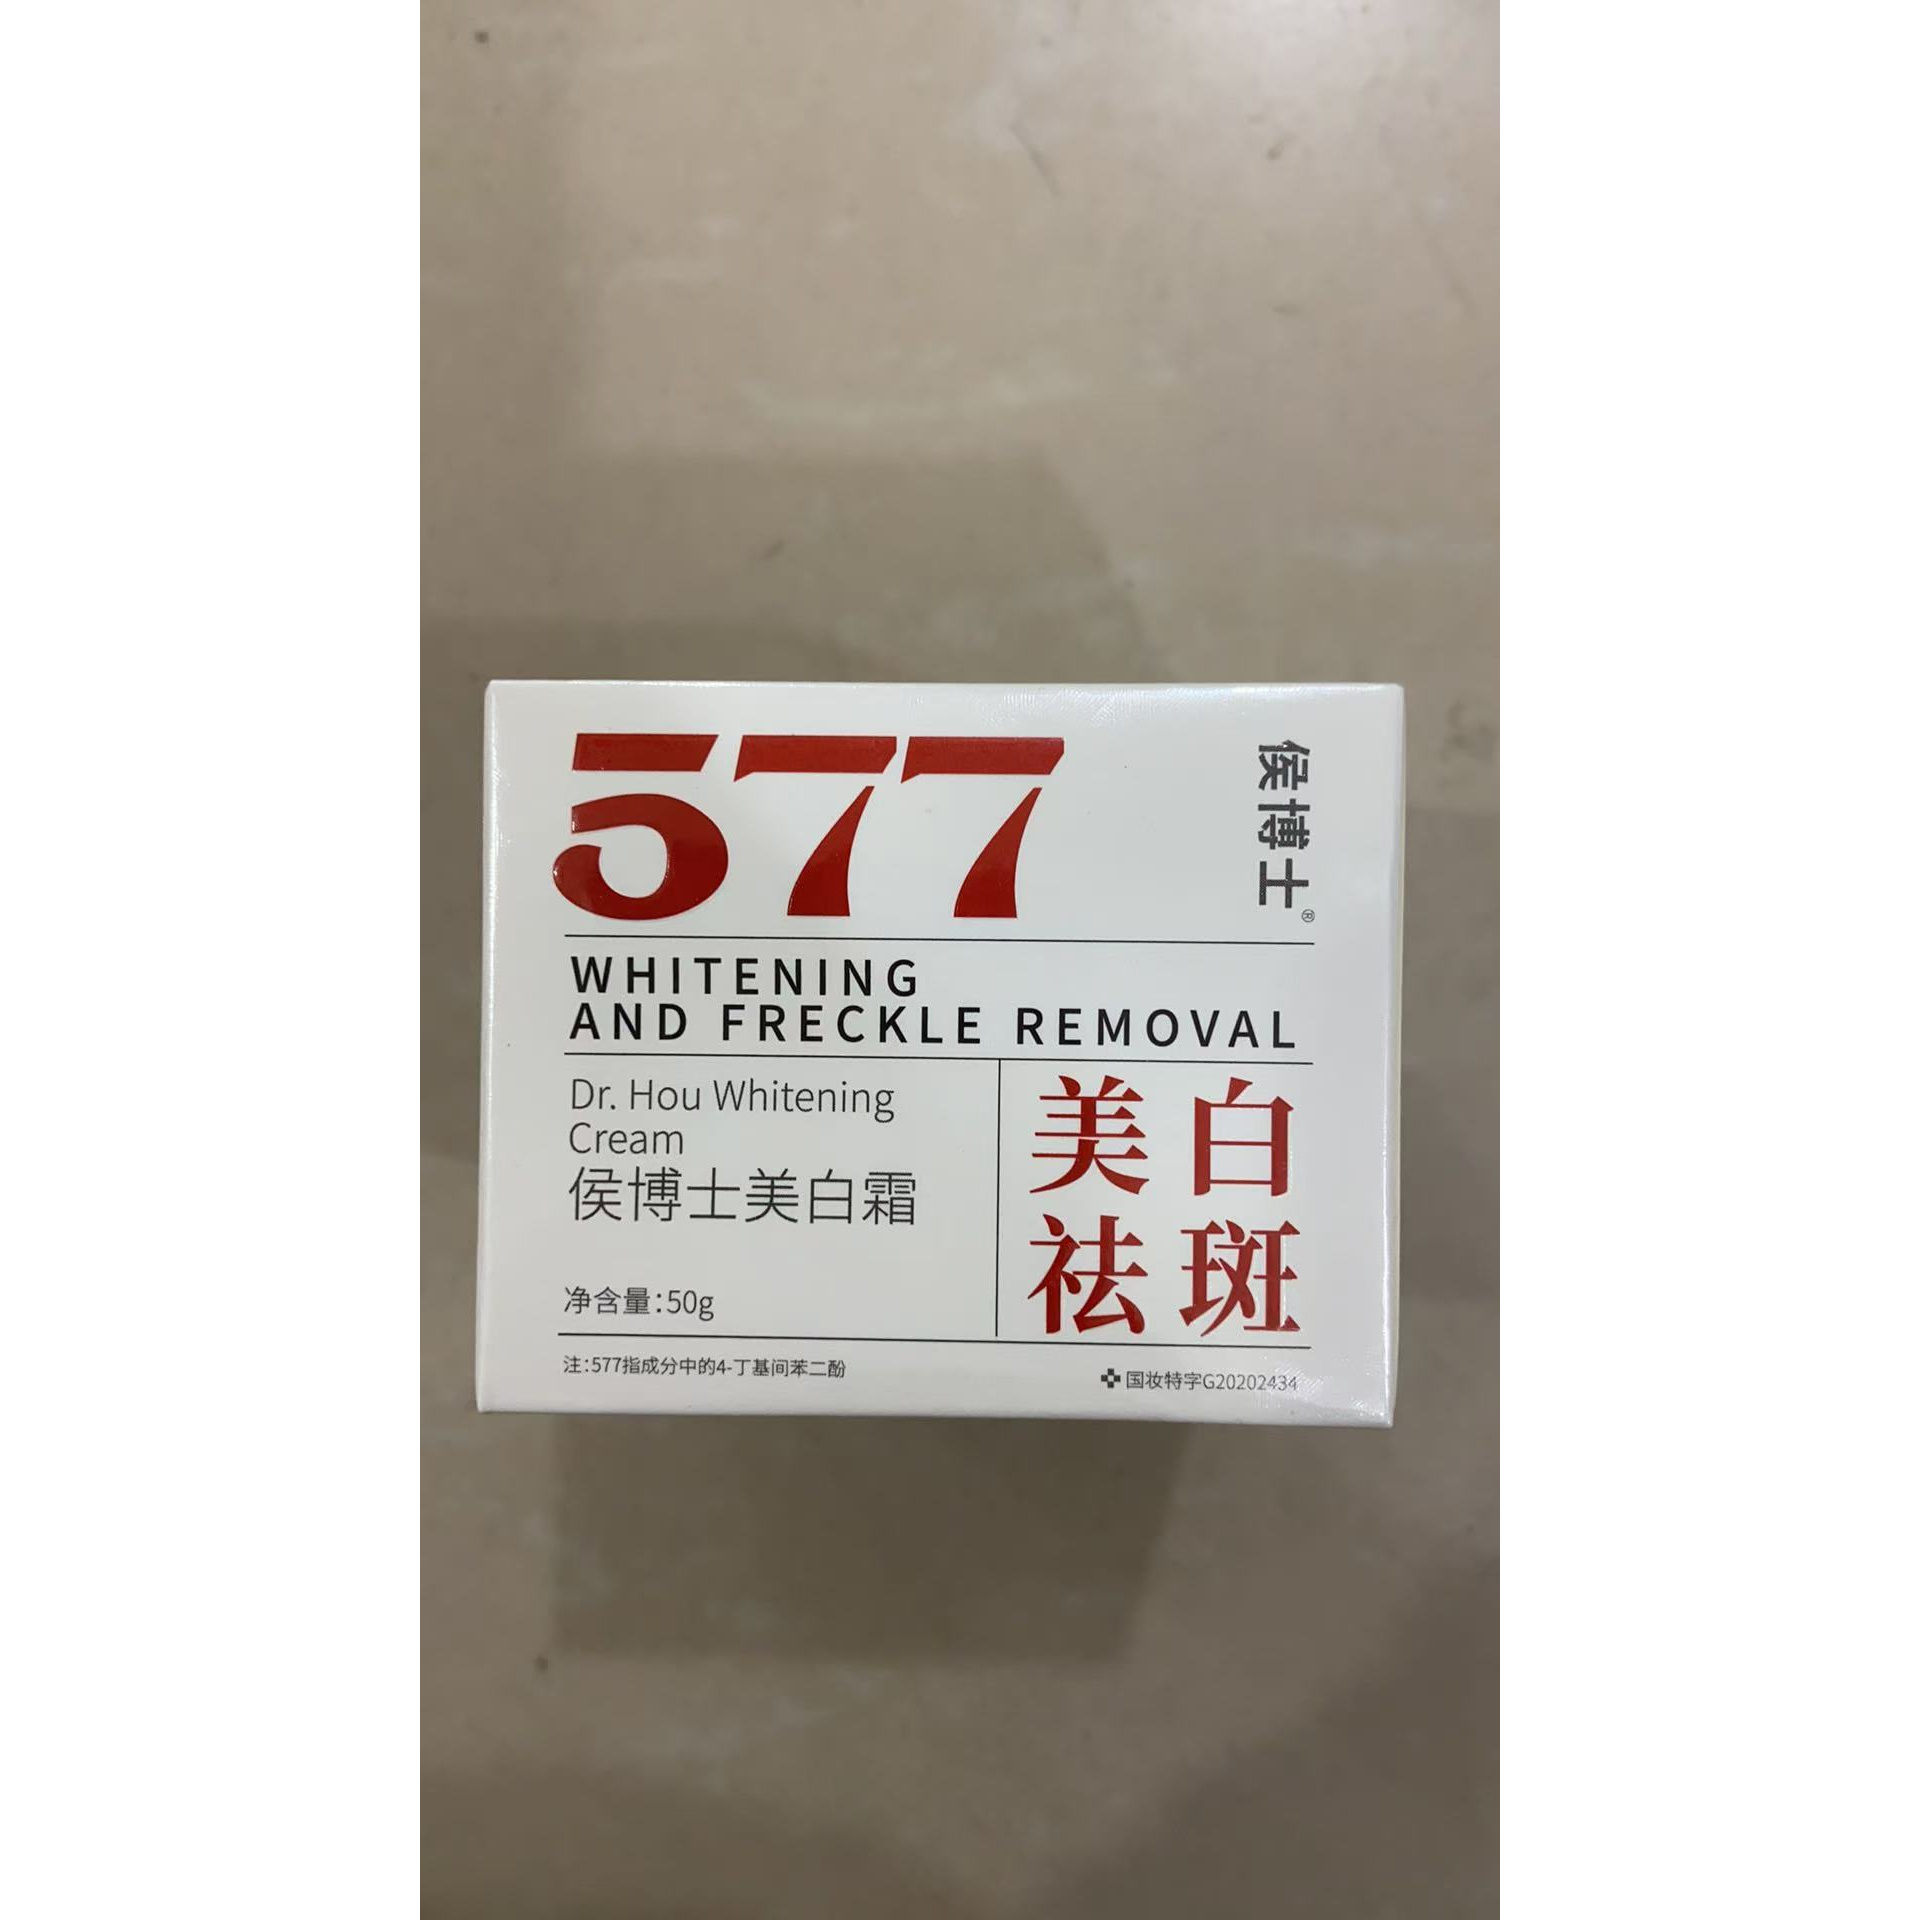 577
侯博士®
WHITENING
AND FRECKLE REMOVAL
Dr. Hou Whitening
Cream
侯博士美白霜
净含量:50g
美白
祛斑
注:577指成分中的4-丁基间苯二酚
国妆特字G20202434